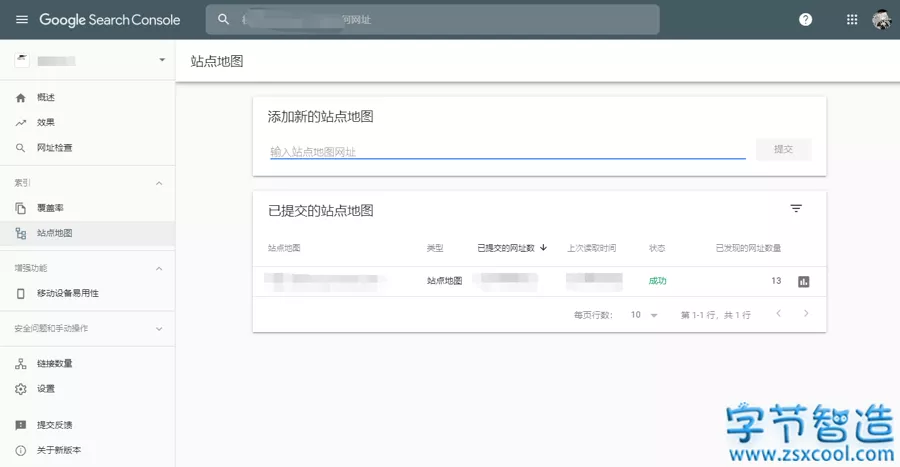 Google Search Console
何网址
站点地图
概述
效果
网址检查
索引
覆盖率
站点地图
增强功能
移动设备易用性
安全问题和手动操作
链接数量
设置
提交反馈
关于新版本
添加新的站点地图
输入站点地图网址
提交
已提交的站点地图
站点地图 类型 已提交的网址数 上次读取时间 状态 已发现的网址数量
站点地图 成功 13
每页行数： 10 第 1-1 行，共 1 行
字节智造
www.zsxcool.com